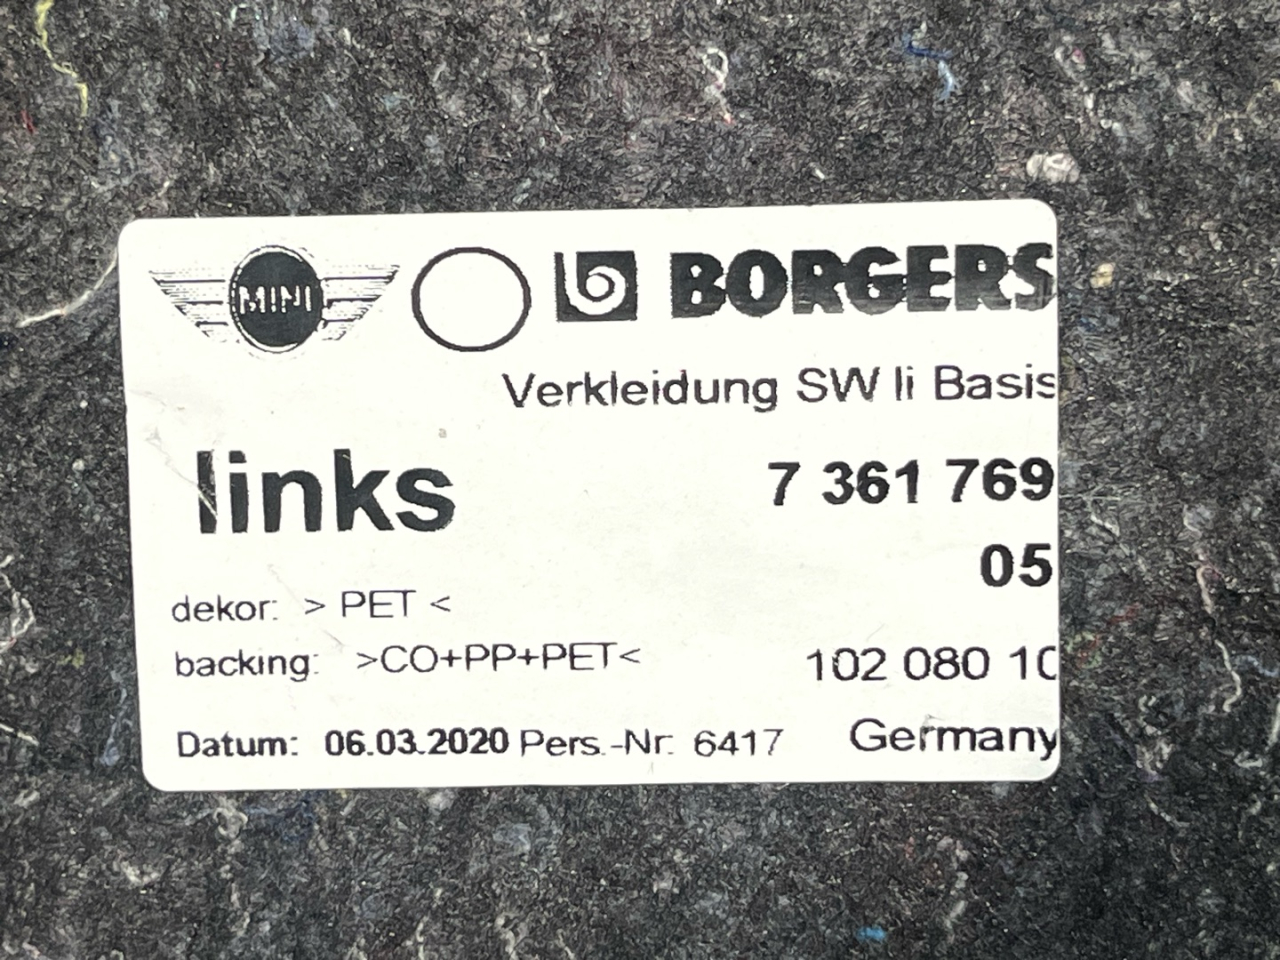 MINI BORGERS
Verkleidung SW li Basis
links 7 361 769
05
dekor: > PET <
backing: >CO+PP+PET< 102 080 10
Datum: 06.03.2020 Pers.-Nr: 6417 Germany